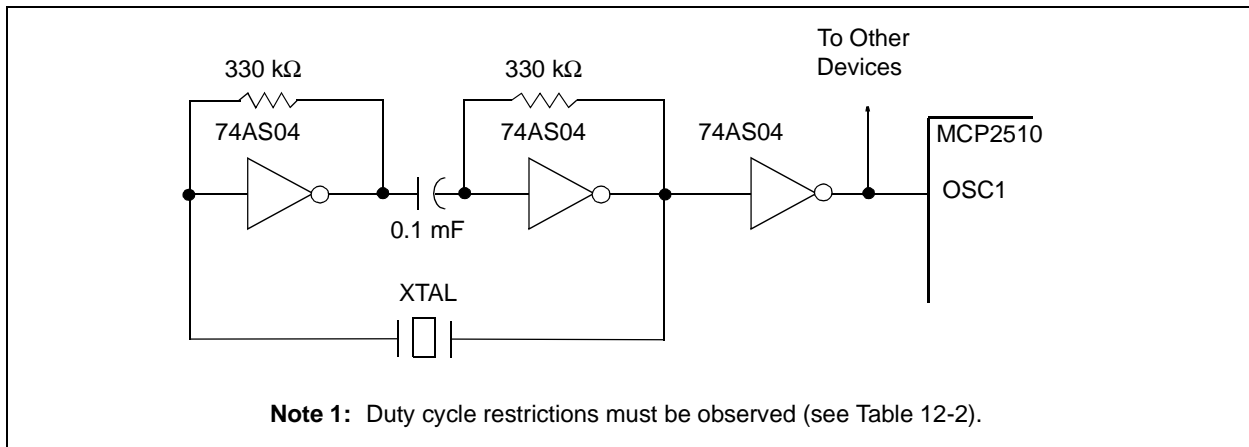 To Other
Devices
330 kΩ
330 kΩ
74AS04
74AS04
74AS04
MCP2510
OSC1
0.1 mF
XTAL
Note 1: Duty cycle restrictions must be observed (see Table 12-2).